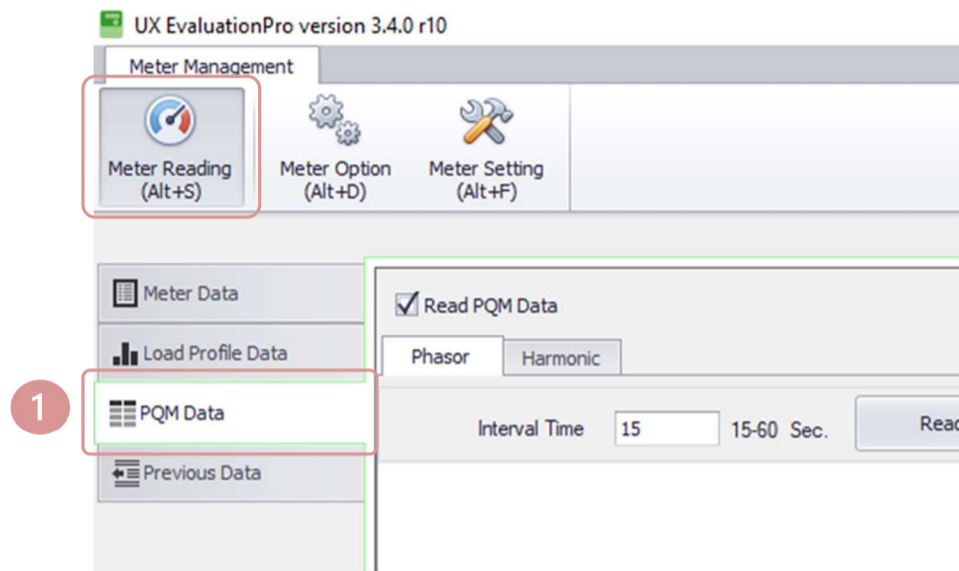 UX EvaluationPro version 3.4.0 r10
Meter Management
Meter Reading
(Alt+S)
Meter Option
(Alt+D)
Meter Setting
(Alt+F)
Meter Data
Read PQM Data
Load Profile Data
Phasor Harmonic
1
PQM Data
Interval Time 15 15-60 Sec. Read
Previous Data